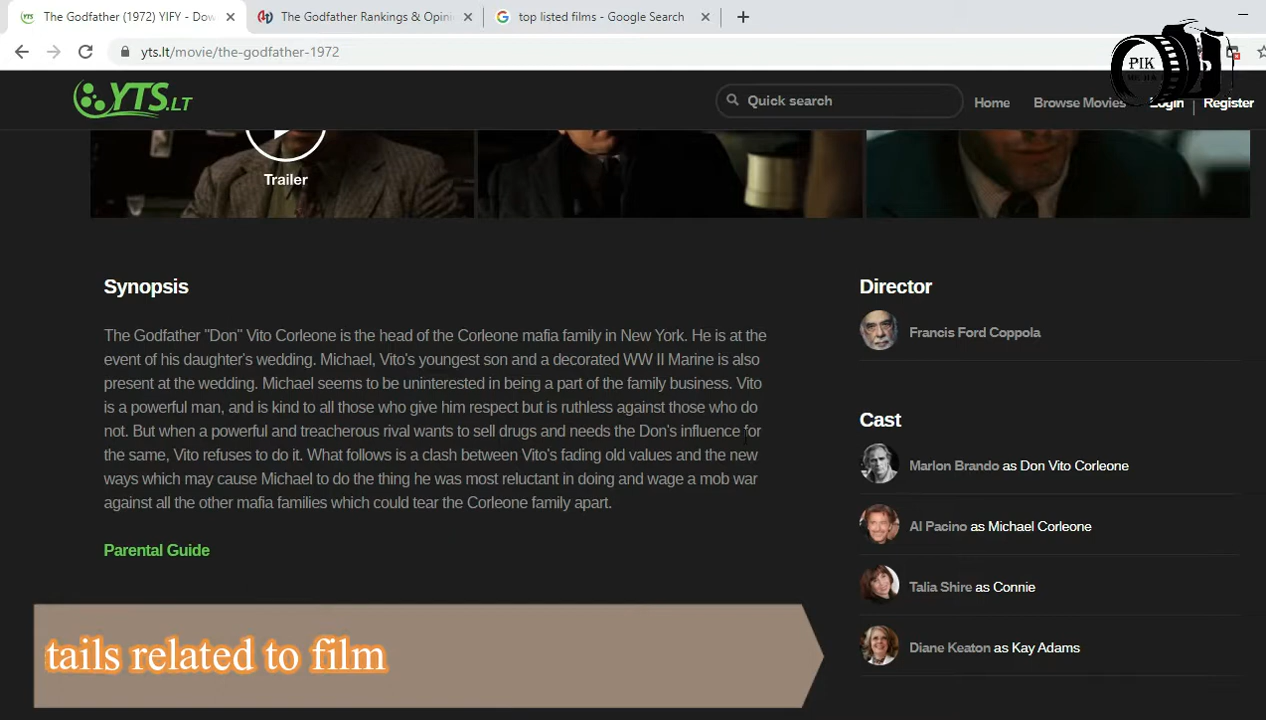 The Godfather (1972) YIFY - Dow
The Godfather Rankings & Opini
top listed films - Google Search
yts.lt/movie/the-godfather-1972
PIK
YTS.LT
Quick search
Home
Browse Movies
Login
Register
Trailer
Synopsis
The Godfather "Don" Vito Corleone is the head of the Corleone mafia family in New York. He is at the
event of his daughter's wedding. Michael, Vito's youngest son and a decorated WW II Marine is also
present at the wedding. Michael seems to be uninterested in being a part of the family business. Vito
is a powerful man, and is kind to all those who give him respect but is ruthless against those who do
not. But when a powerful and treacherous rival wants to sell drugs and needs the Don's influence for
the same, Vito refuses to do it. What follows is a clash between Vito's fading old values and the new
ways which may cause Michael to do the thing he was most reluctant in doing and wage a mob war
against all the other mafia families which could tear the Corleone family apart.
Parental Guide
Director
Francis Ford Coppola
Cast
Marlon Brando as Don Vito Corleone
Al Pacino as Michael Corleone
Talia Shire as Connie
Diane Keaton as Kay Adams
tails related to film